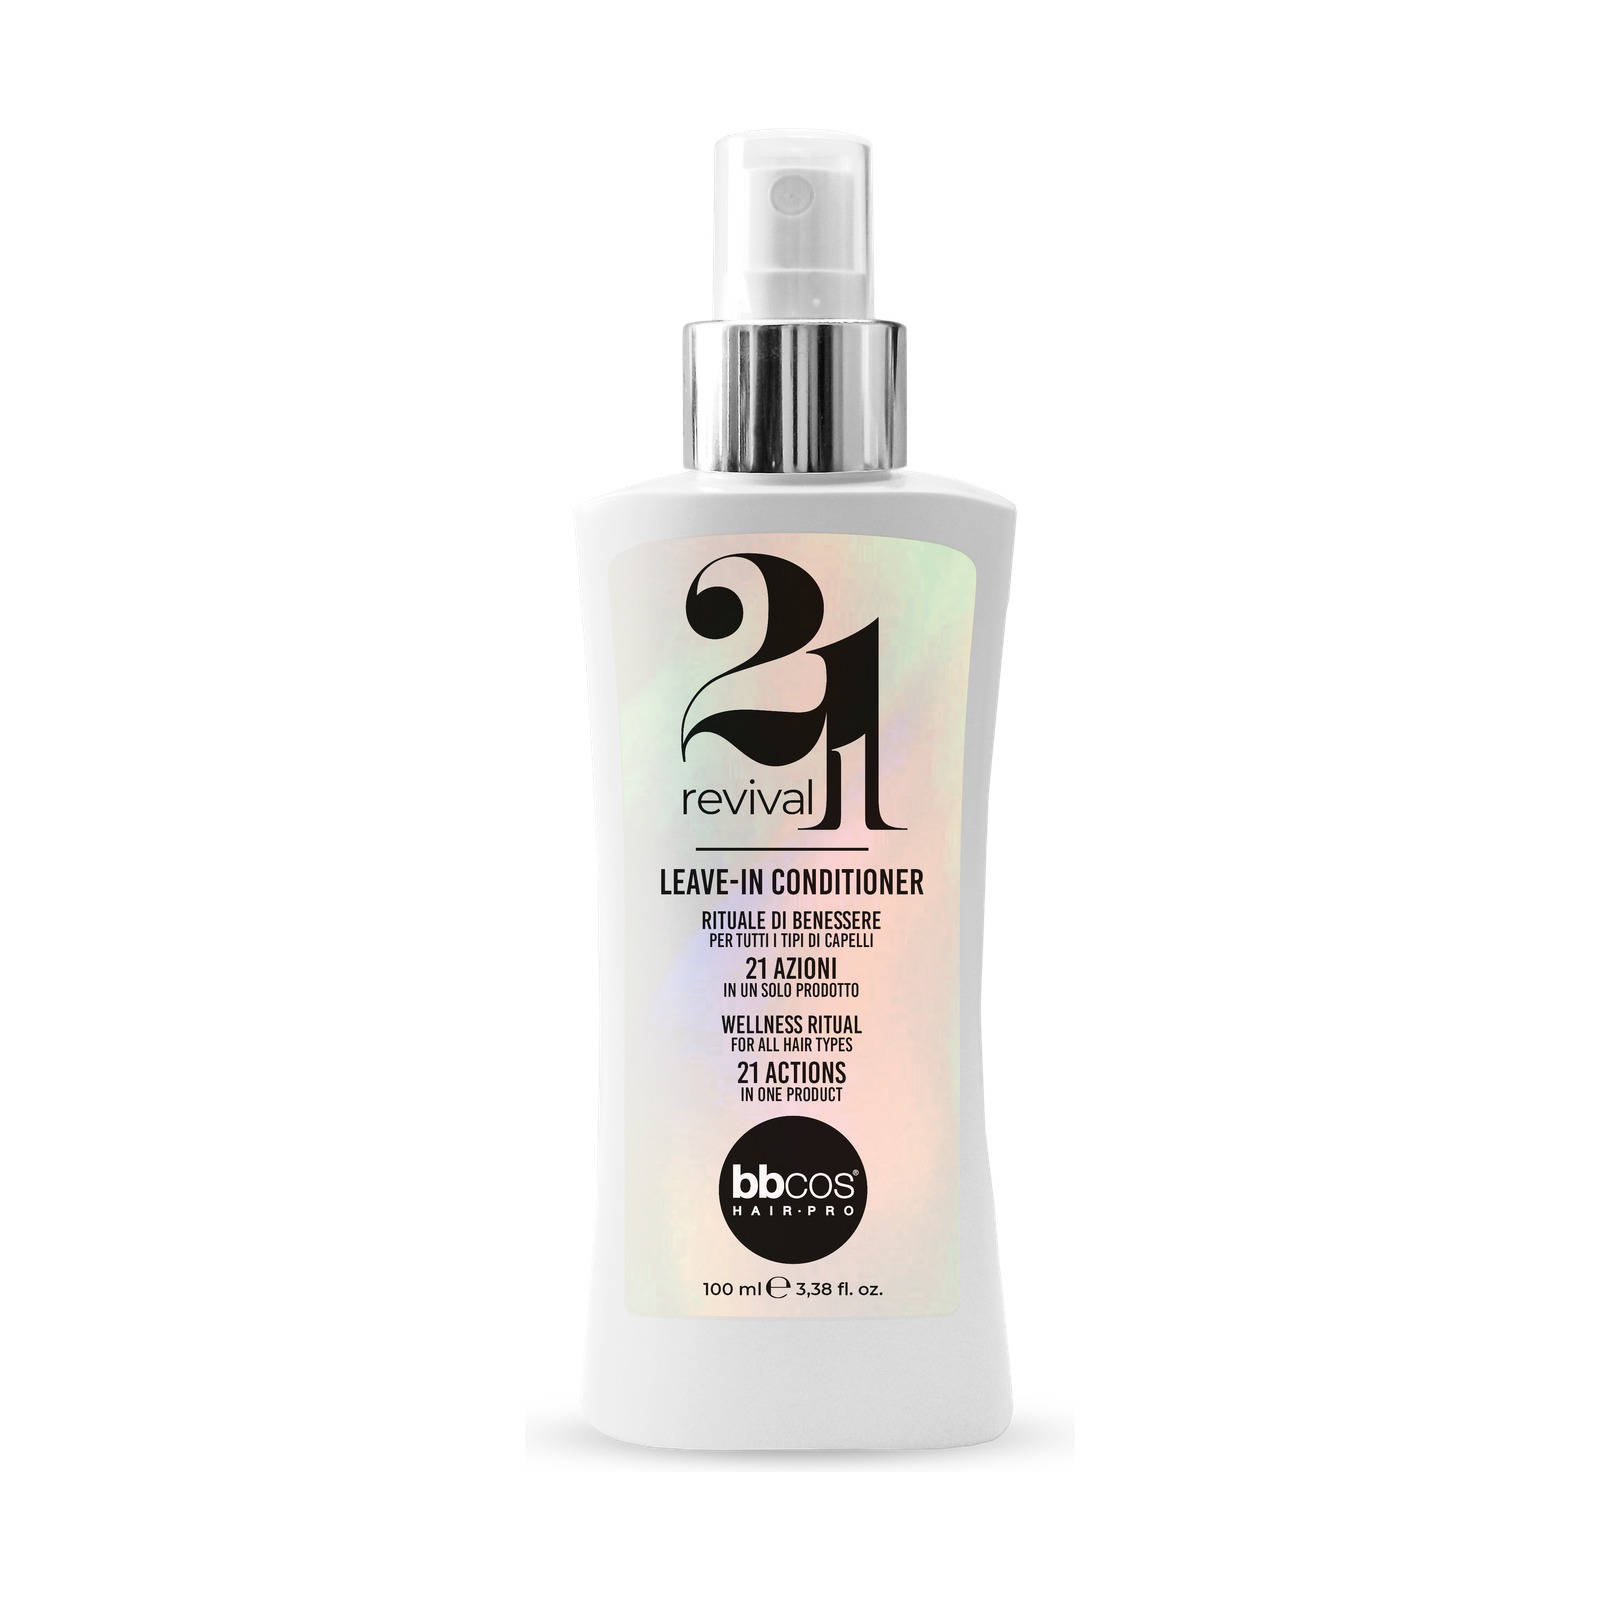 21
revival
LEAVE-IN CONDITIONER
RITUALE DI BENESSERE
PER TUTTI I TIPI DI CAPELLI
21 AZIONI
IN UN SOLO PRODOTTO
WELLNESS RITUAL
FOR ALL HAIR TYPES
21 ACTIONS
IN ONE PRODUCT
bbcos®
HAIR·PRO
100 ml ℮ 3,38 fl. oz.